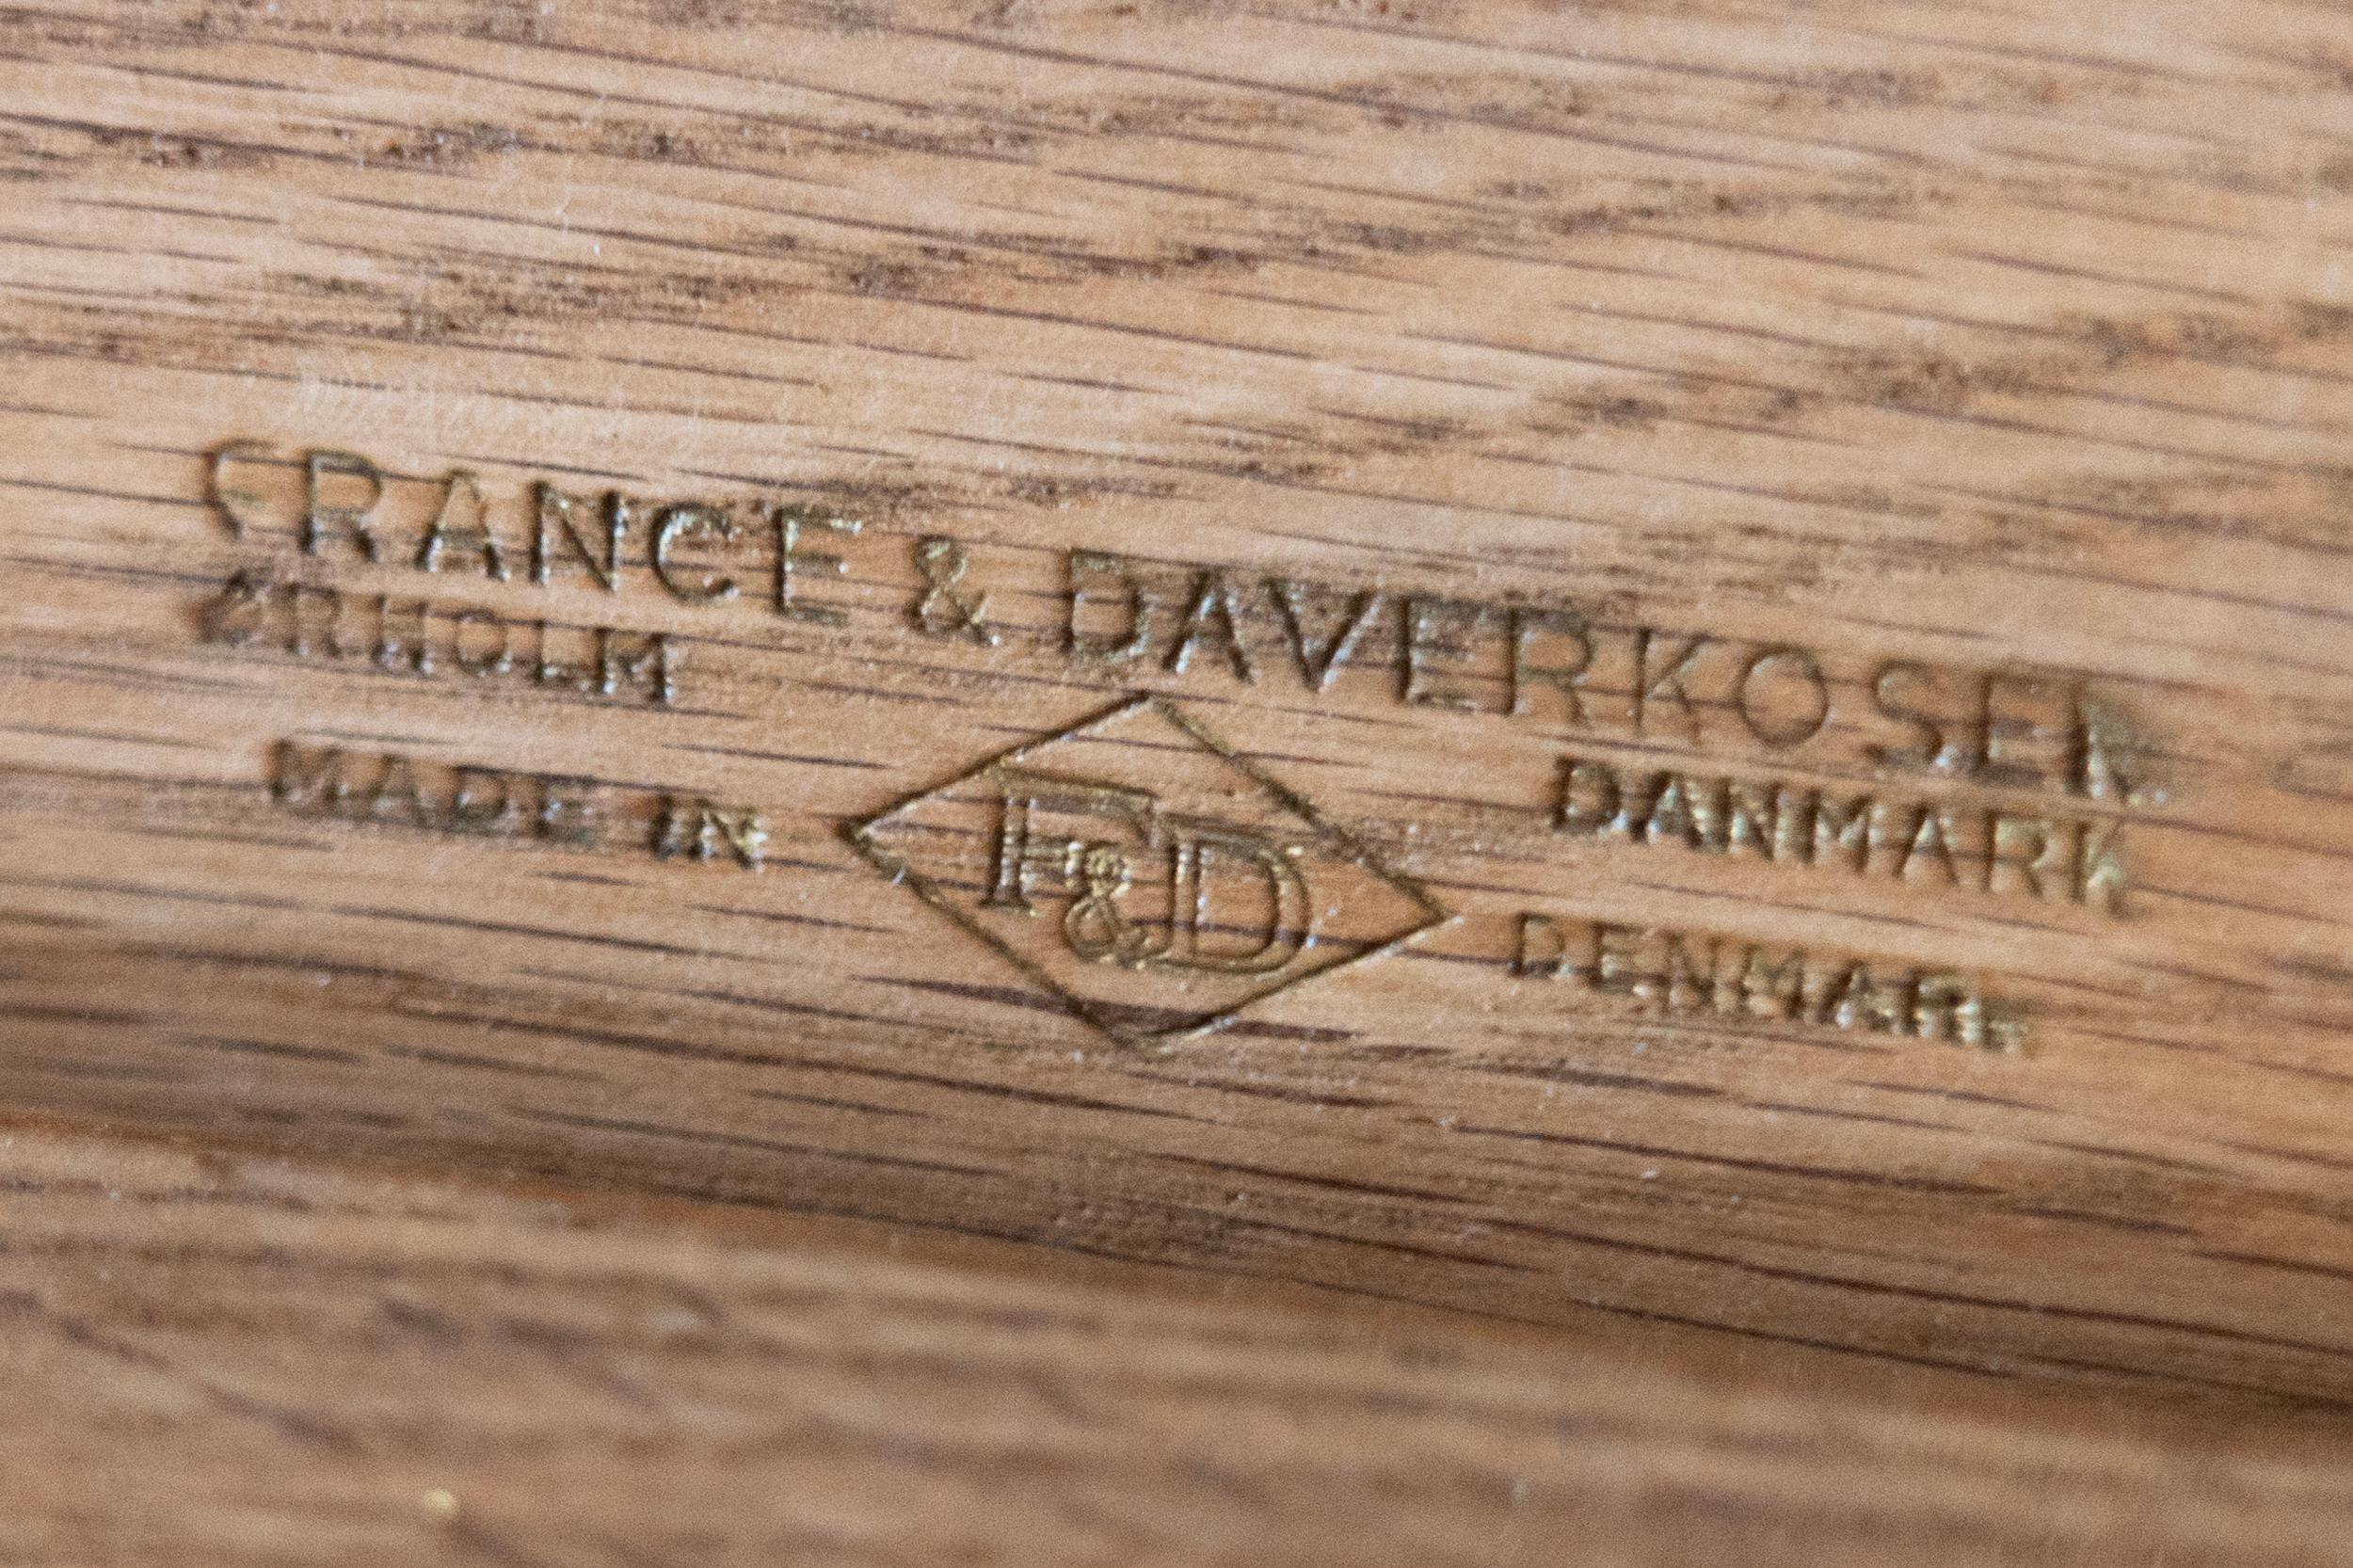 FRANCE & DAVERKOSEN
ØRHOLM DANMARK
MADE IN F&D DENMARK